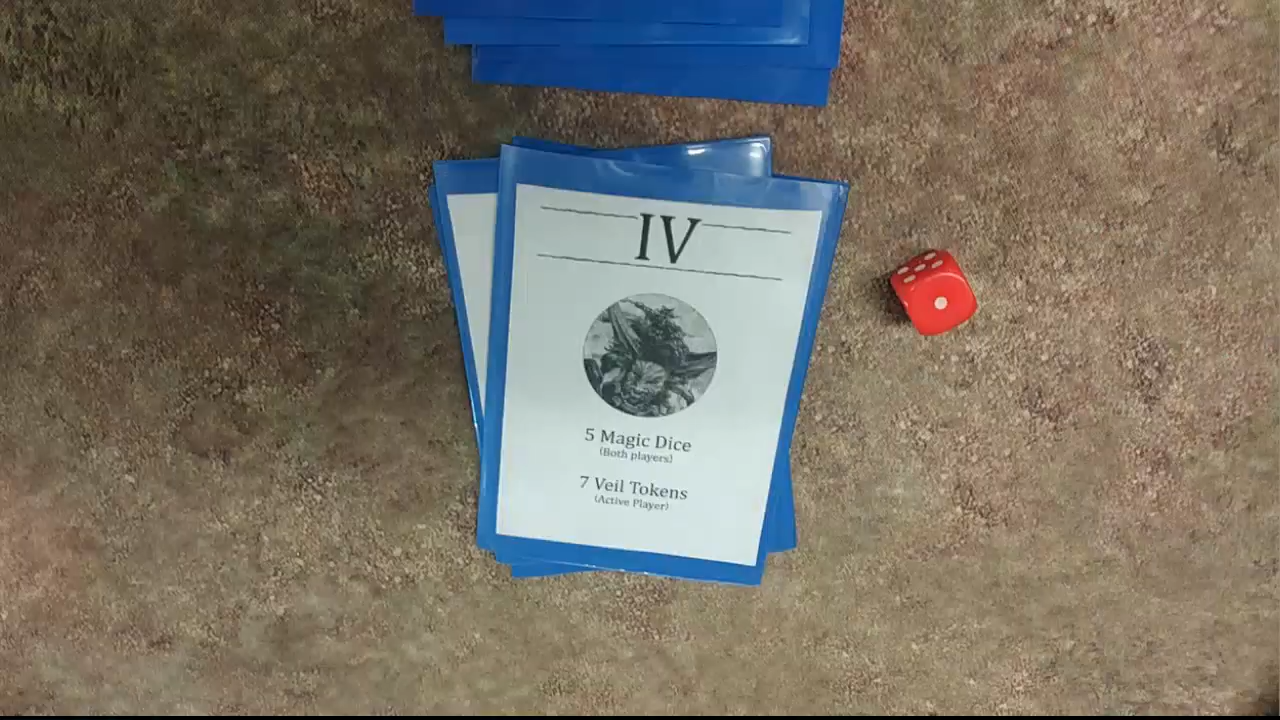 IV
5 Magic Dice
(Both players)
7 Veil Tokens
(Active Player)